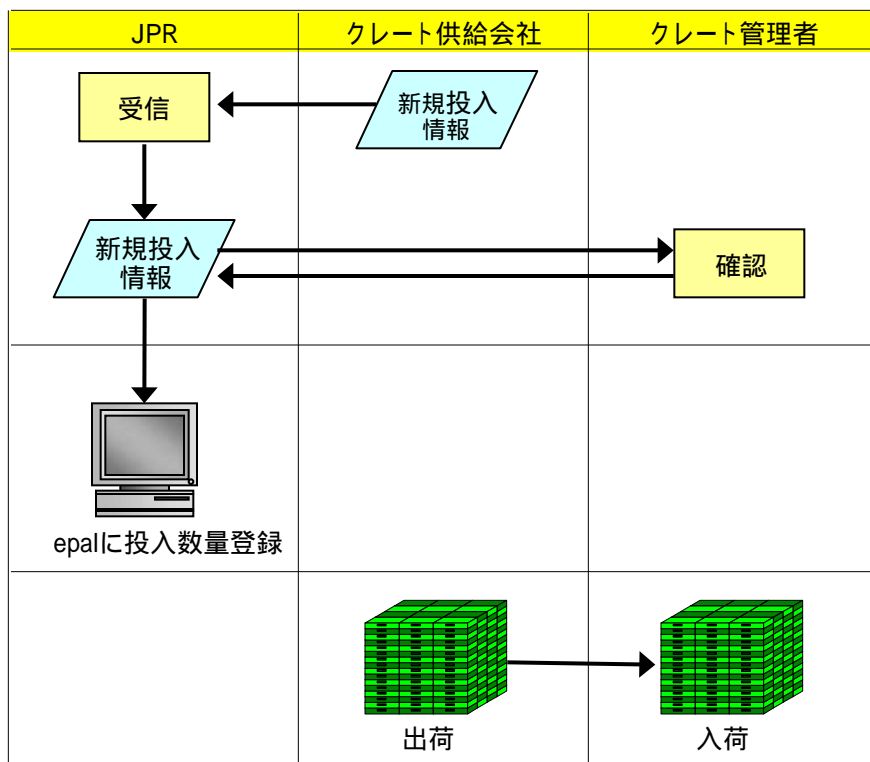 JPR
クレート供給会社
クレート管理者
受信
新規投入
情報
新規投入
情報
確認
epalに投入数量登録
出荷
入荷